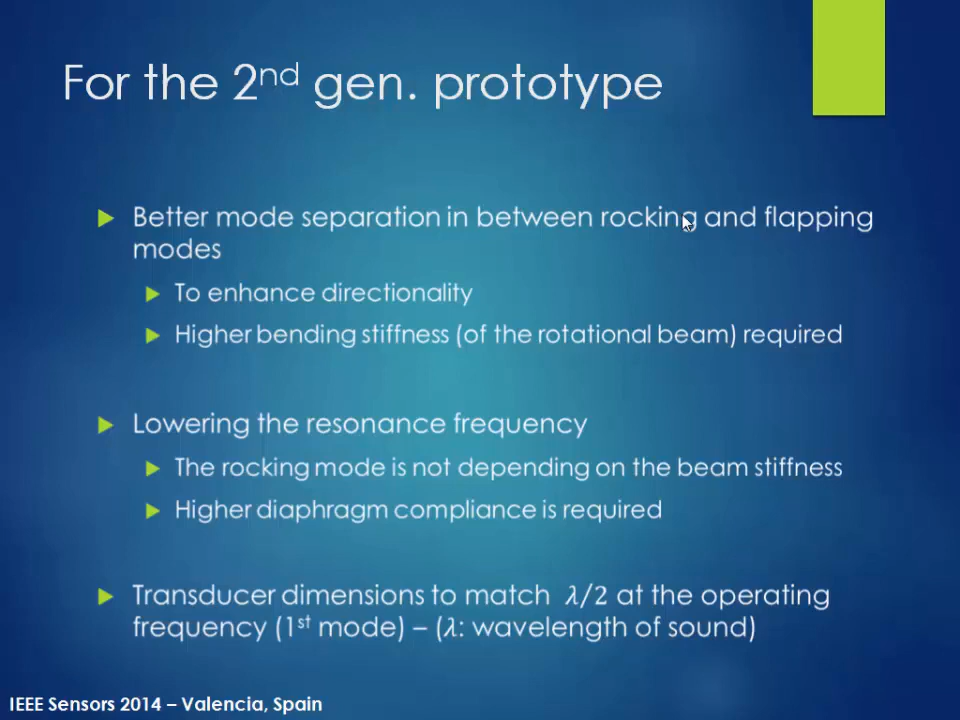 For the 2nd gen. prototype
Better mode separation in between rocking and flapping
modes
To enhance directionality
Higher bending stiffness (of the rotational beam) required
Lowering the resonance frequency
The rocking mode is not depending on the beam stiffness
Higher diaphragm compliance is required
Transducer dimensions to match λ/2 at the operating
frequency (1st mode) – (λ: wavelength of sound)
IEEE Sensors 2014 – Valencia, Spain